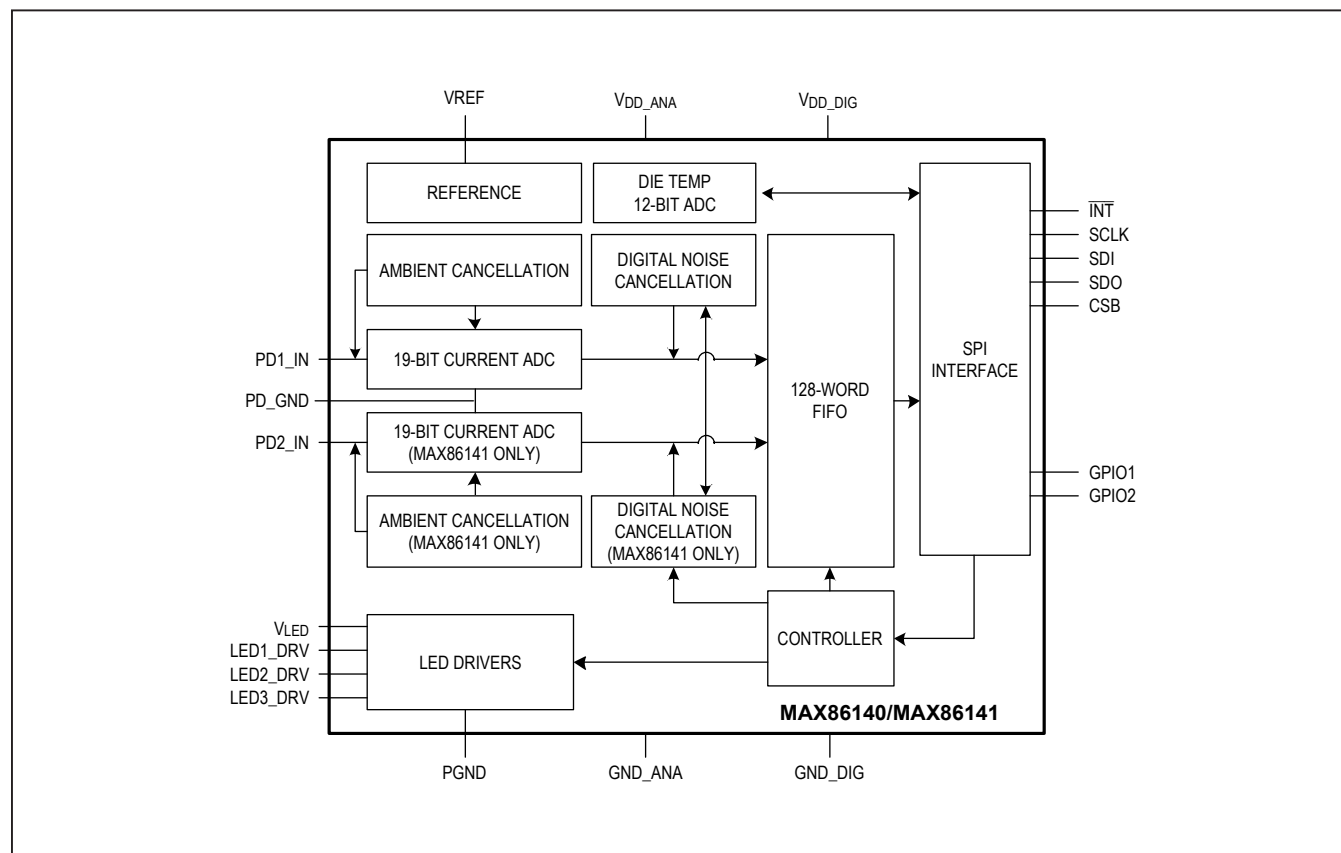 VREF
VDD_ANA
VDD_DIG
REFERENCE
DIE TEMP
12-BIT ADC
AMBIENT CANCELLATION
DIGITAL NOISE
CANCELLATION
PD1_IN
19-BIT CURRENT ADC
PD_GND
PD2_IN
19-BIT CURRENT ADC
(MAX86141 ONLY)
AMBIENT CANCELLATION
(MAX86141 ONLY)
DIGITAL NOISE
CANCELLATION
(MAX86141 ONLY)
128-WORD
FIFO
SPI
INTERFACE
INT
SCLK
SDI
SDO
CSB
GPIO1
GPIO2
VLED
LED1_DRV
LED2_DRV
LED3_DRV
LED DRIVERS
CONTROLLER
MAX86140/MAX86141
PGND
GND_ANA
GND_DIG